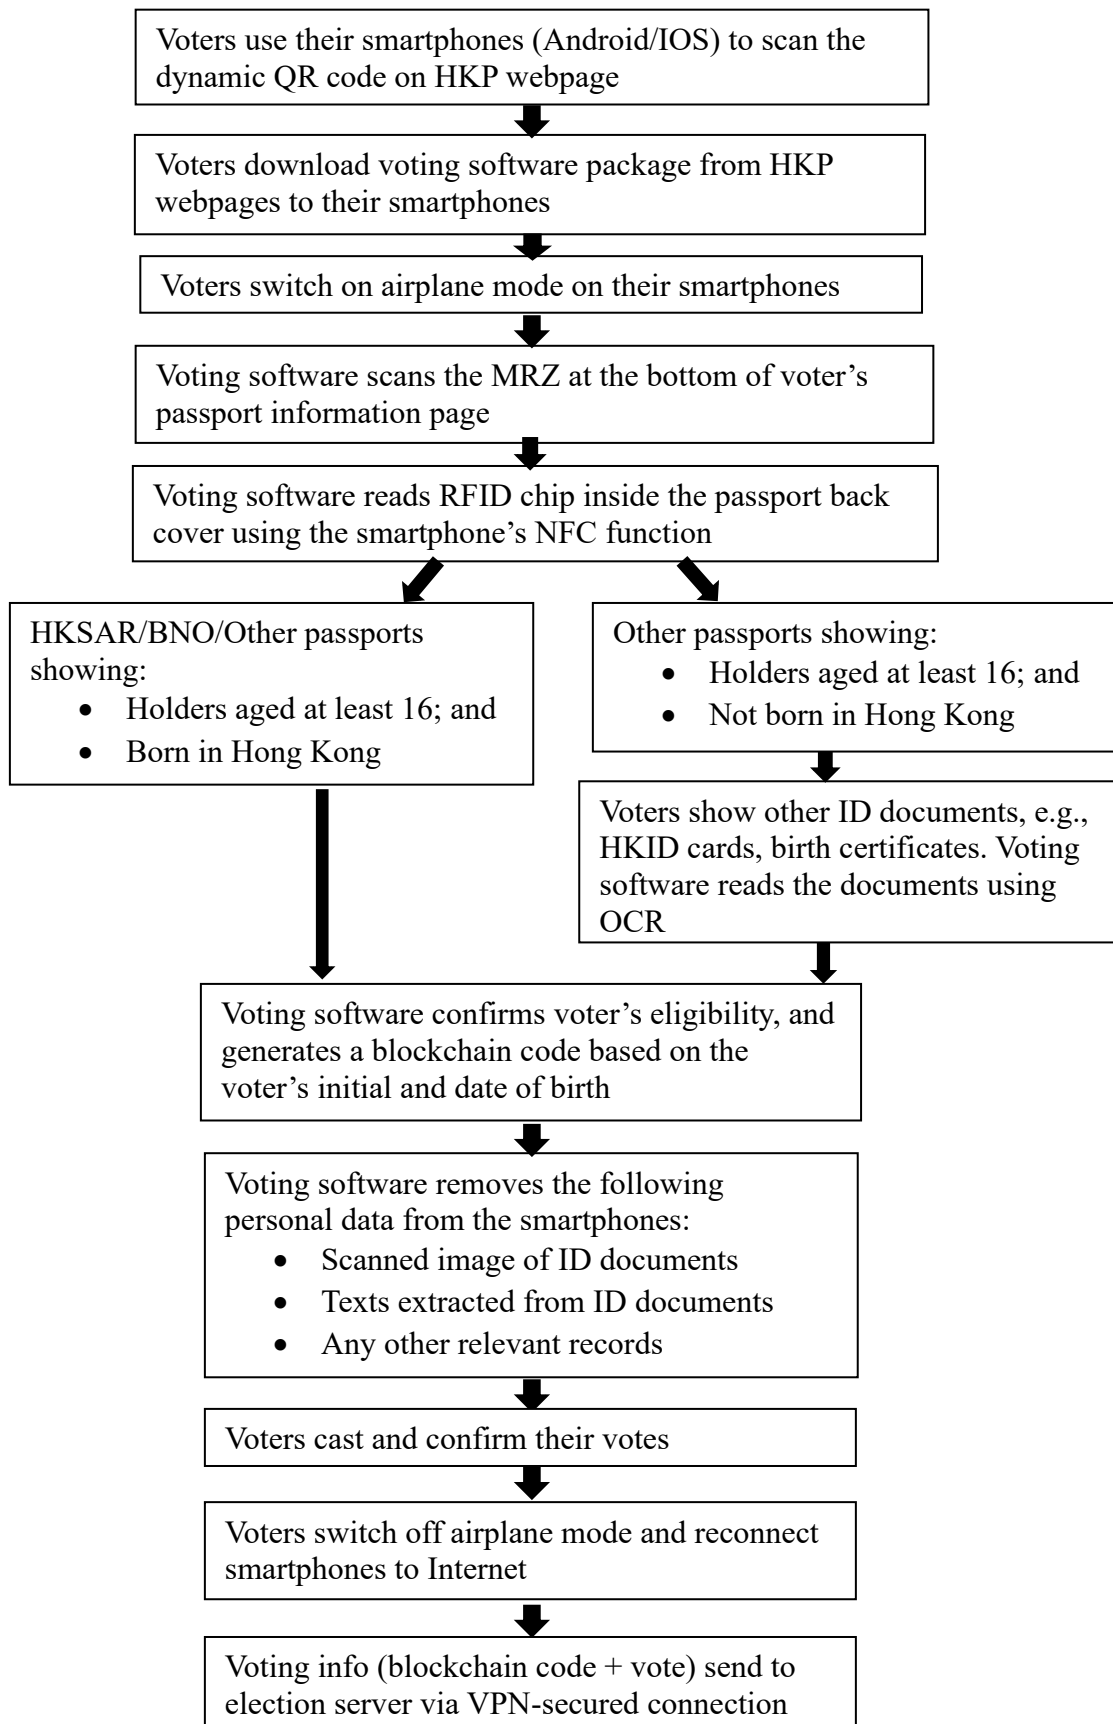 Voters use their smartphones (Android/IOS) to scan the
dynamic QR code on HKP webpage
Voters download voting software package from HKP
webpages to their smartphones
Voters switch on airplane mode on their smartphones
Voting software scans the MRZ at the bottom of voter's
passport information page
Voting software reads RFID chip inside the passport back
cover using the smartphone's NFC function
HKSAR/BNO/Other passports
showing:
• Holders aged at least 16; and
• Born in Hong Kong
Other passports showing:
• Holders aged at least 16; and
• Not born in Hong Kong
Voters show other ID documents, e.g.,
HKID cards, birth certificates. Voting
software reads the documents using
OCR
Voting software confirms voter's eligibility, and
generates a blockchain code based on the
voter's initial and date of birth
Voting software removes the following
personal data from the smartphones:
• Scanned image of ID documents
• Texts extracted from ID documents
• Any other relevant records
Voters cast and confirm their votes
Voters switch off airplane mode and reconnect
smartphones to Internet
Voting info (blockchain code + vote) send to
election server via VPN-secured connection